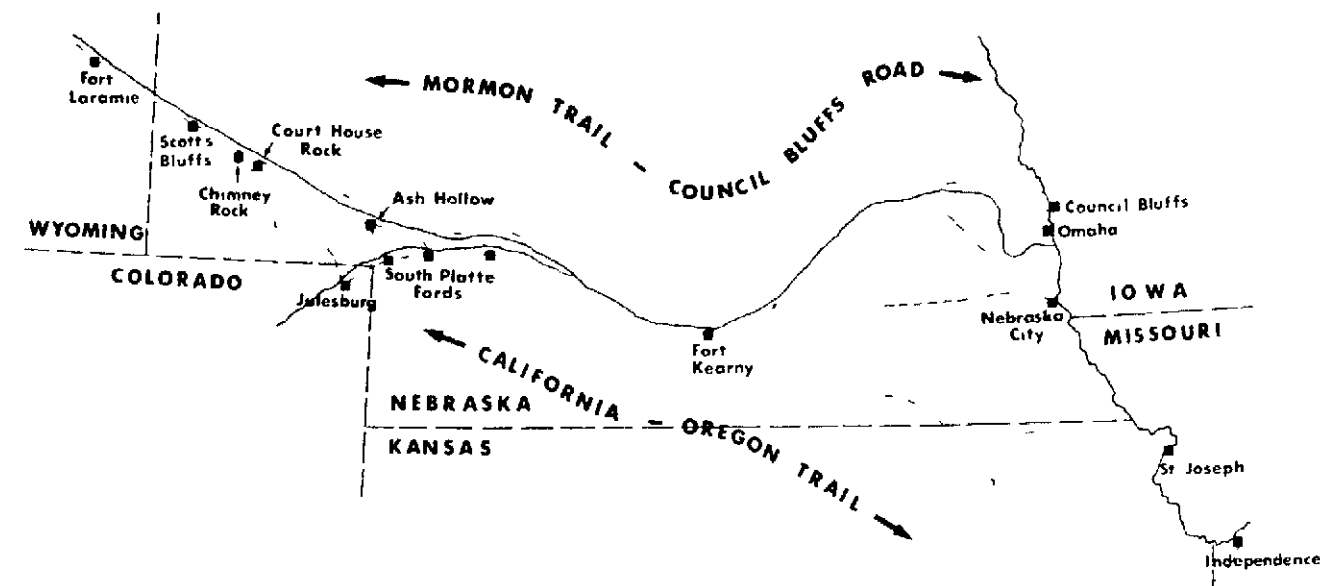 MORMON TRAIL - COUNCIL BLUFFS ROAD
Fort
Laramie
Scotts
Bluffs
Court House
Rock
Chimney
Rock
Ash Hollow
Council Bluffs
Omaha
WYOMING
COLORADO
Julesburg
South Platte
Fords
Nebraska
City
IOWA
MISSOURI
Fort
Kearny
CALIFORNIA - OREGON TRAIL
NEBRASKA
KANSAS
St Joseph
Independence